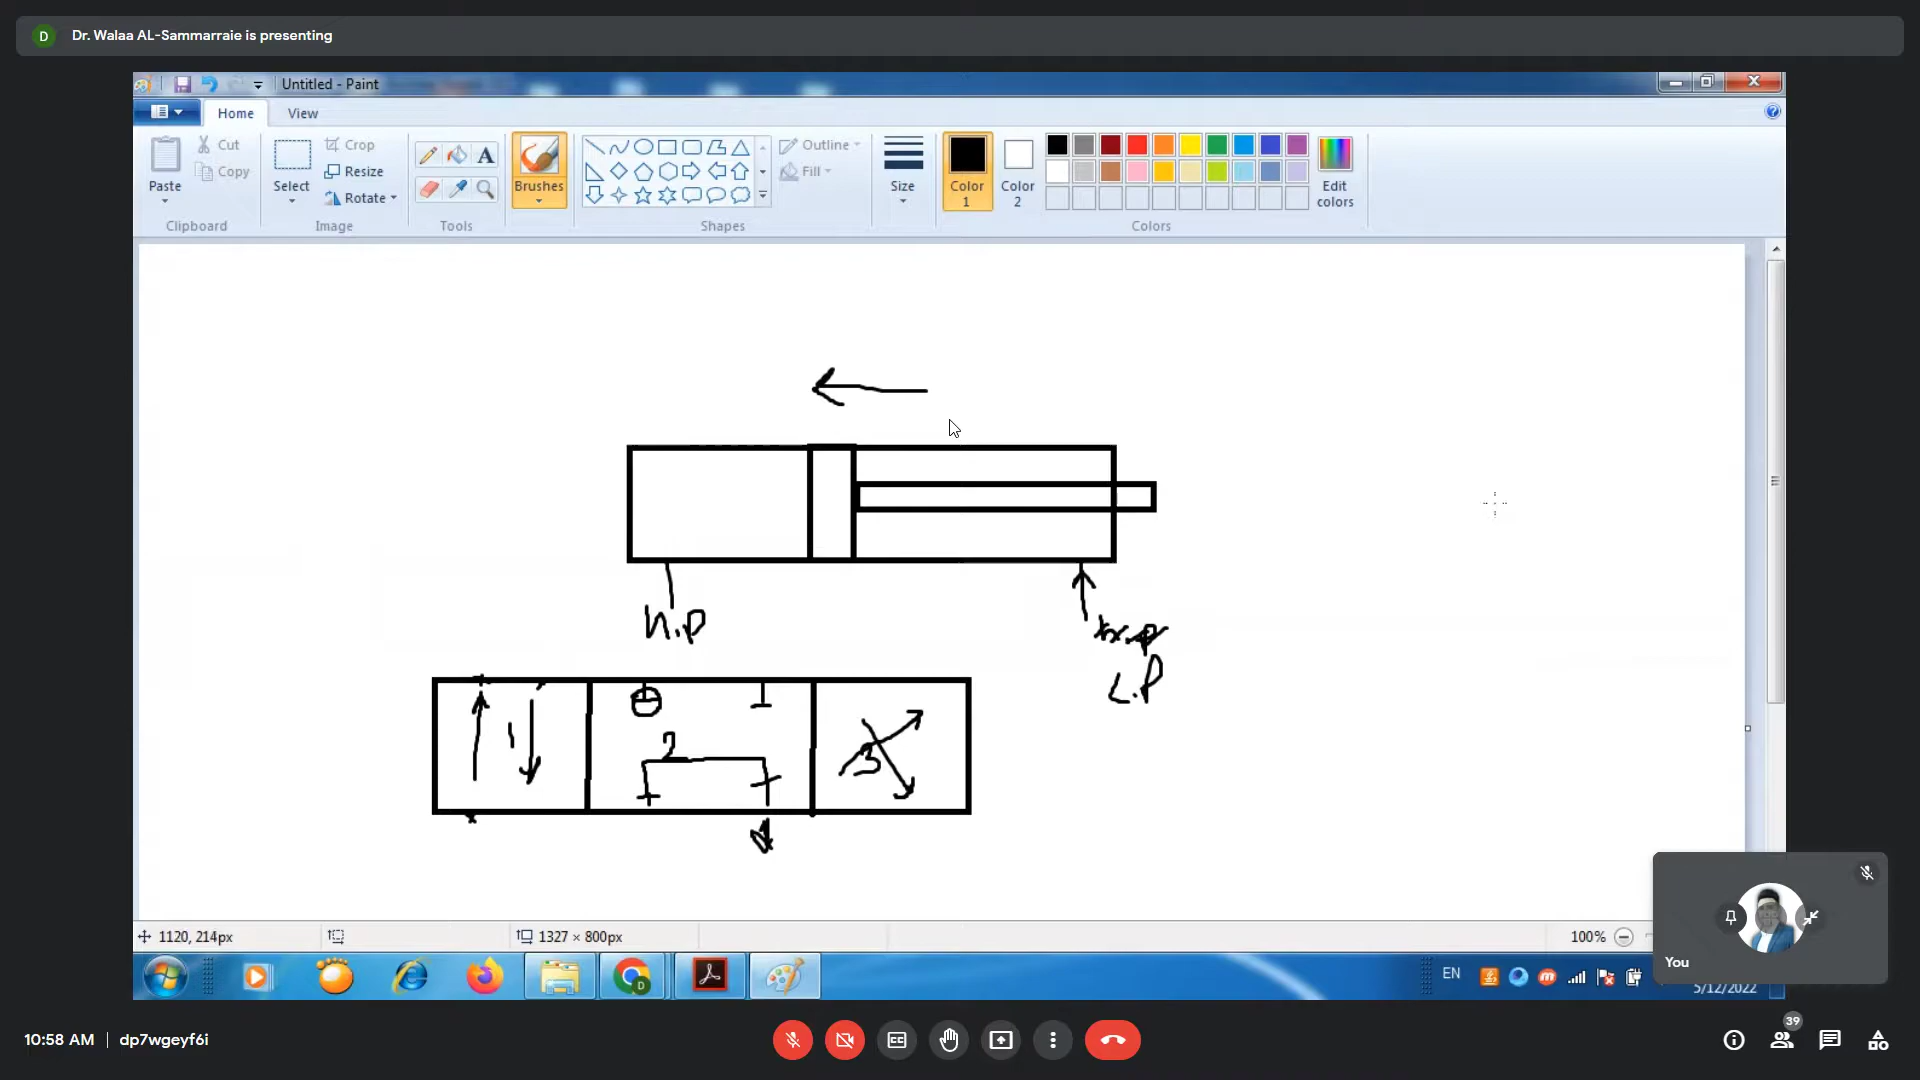 D Dr. Walaa AL-Sammarraie is presenting
Untitled - Paint
Home View
Paste Cut Copy Clipboard
Select Crop Resize Rotate Image
A Tools
Brushes
Outline Fill Shapes
Size
Color 1 Color 2 Edit colors Colors
h.p
L.P
1 2 3
1120, 214px 1327 × 800px 100%
EN
5/12/2022
You
10:58 AM dp7wgeyf6i
39